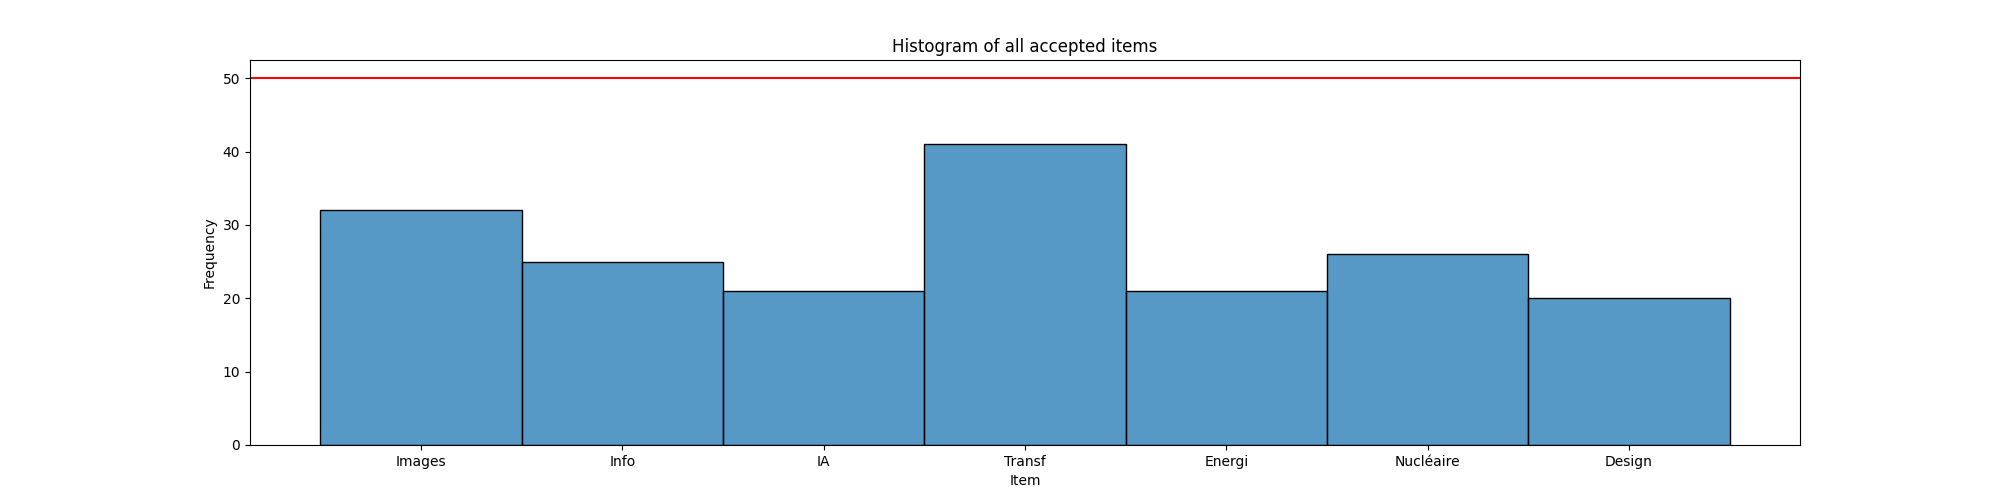 Histogram of all accepted items
50
40
30
20
10
0
Frequency
Images Info IA Transf Energi Nucléaire Design
Item